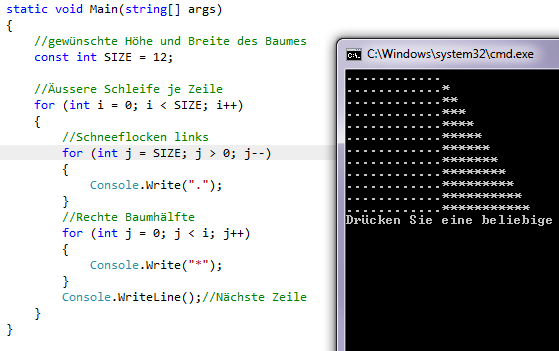 static void Main(string[] args)
{
    //gewünschte Höhe und Breite des Baumes
    const int SIZE = 12;

    //Äussere Schleife je Zeile
    for (int i = 0; i < SIZE; i++)
    {
        //Schneeflocken links
        for (int j = SIZE; j > 0; j--)
        {
            Console.Write(".");
        }
        //Rechte Baumhälfte
        for (int j = 0; j < i; j++)
        {
            Console.Write("*");
        }
        Console.WriteLine();//Nächste Zeile
    }
}
C:\Windows\system32\cmd.exe
............
............*
............**
............***
............****
............*****
............******
............*******
............********
............*********
............**********
............***********
Drücken Sie eine beliebige